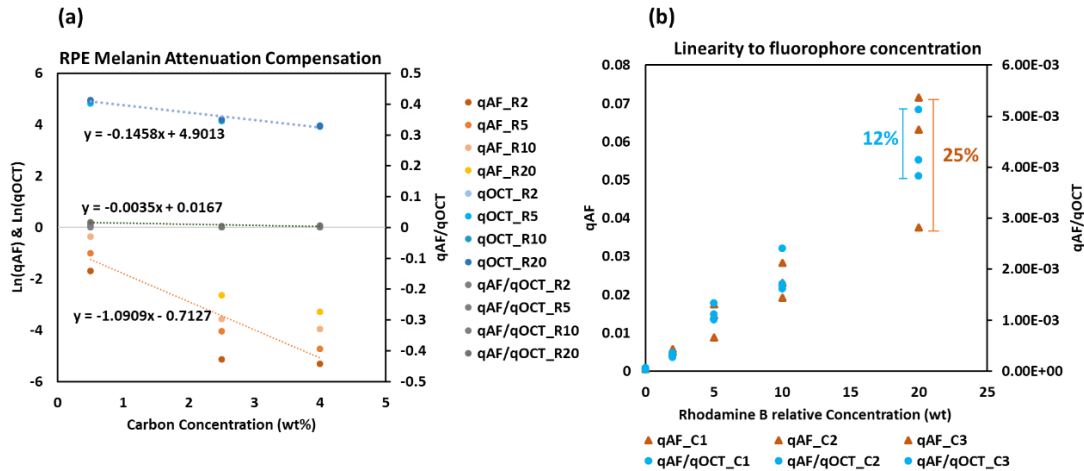 (a)
RPE Melanin Attenuation Compensation
Ln(qAF) & Ln(qOCT)
6
4
2
0
-2
-4
-6
0.5
0.4
0.3
0.2
0.1
0
-0.1
-0.2
-0.3
-0.4
-0.5
qAF/qOCT
y = -0.1458x + 4.9013
y = -0.0035x + 0.0167
y = -1.0909x - 0.7127
0 1 2 3 4 5
Carbon Concentration (wt%)
qAF_R2
qAF_R5
qAF_R10
qAF_R20
qOCT_R2
qOCT_R5
qOCT_R10
qOCT_R20
qAF/qOCT_R2
qAF/qOCT_R5
qAF/qOCT_R10
qAF/qOCT_R20
(b)
Linearity to fluorophore concentration
qAF
0.08
0.07
0.06
0.05
0.04
0.03
0.02
0.01
0
6.00E-03
5.00E-03
4.00E-03
3.00E-03
2.00E-03
1.00E-03
0.00E+00
qAF/qOCT
12%
25%
0 5 10 15 20 25
Rhodamine B relative Concentration (wt)
qAF_C1 qAF_C2 qAF_C3
qAF/qOCT_C1 qAF/qOCT_C2 qAF/qOCT_C3